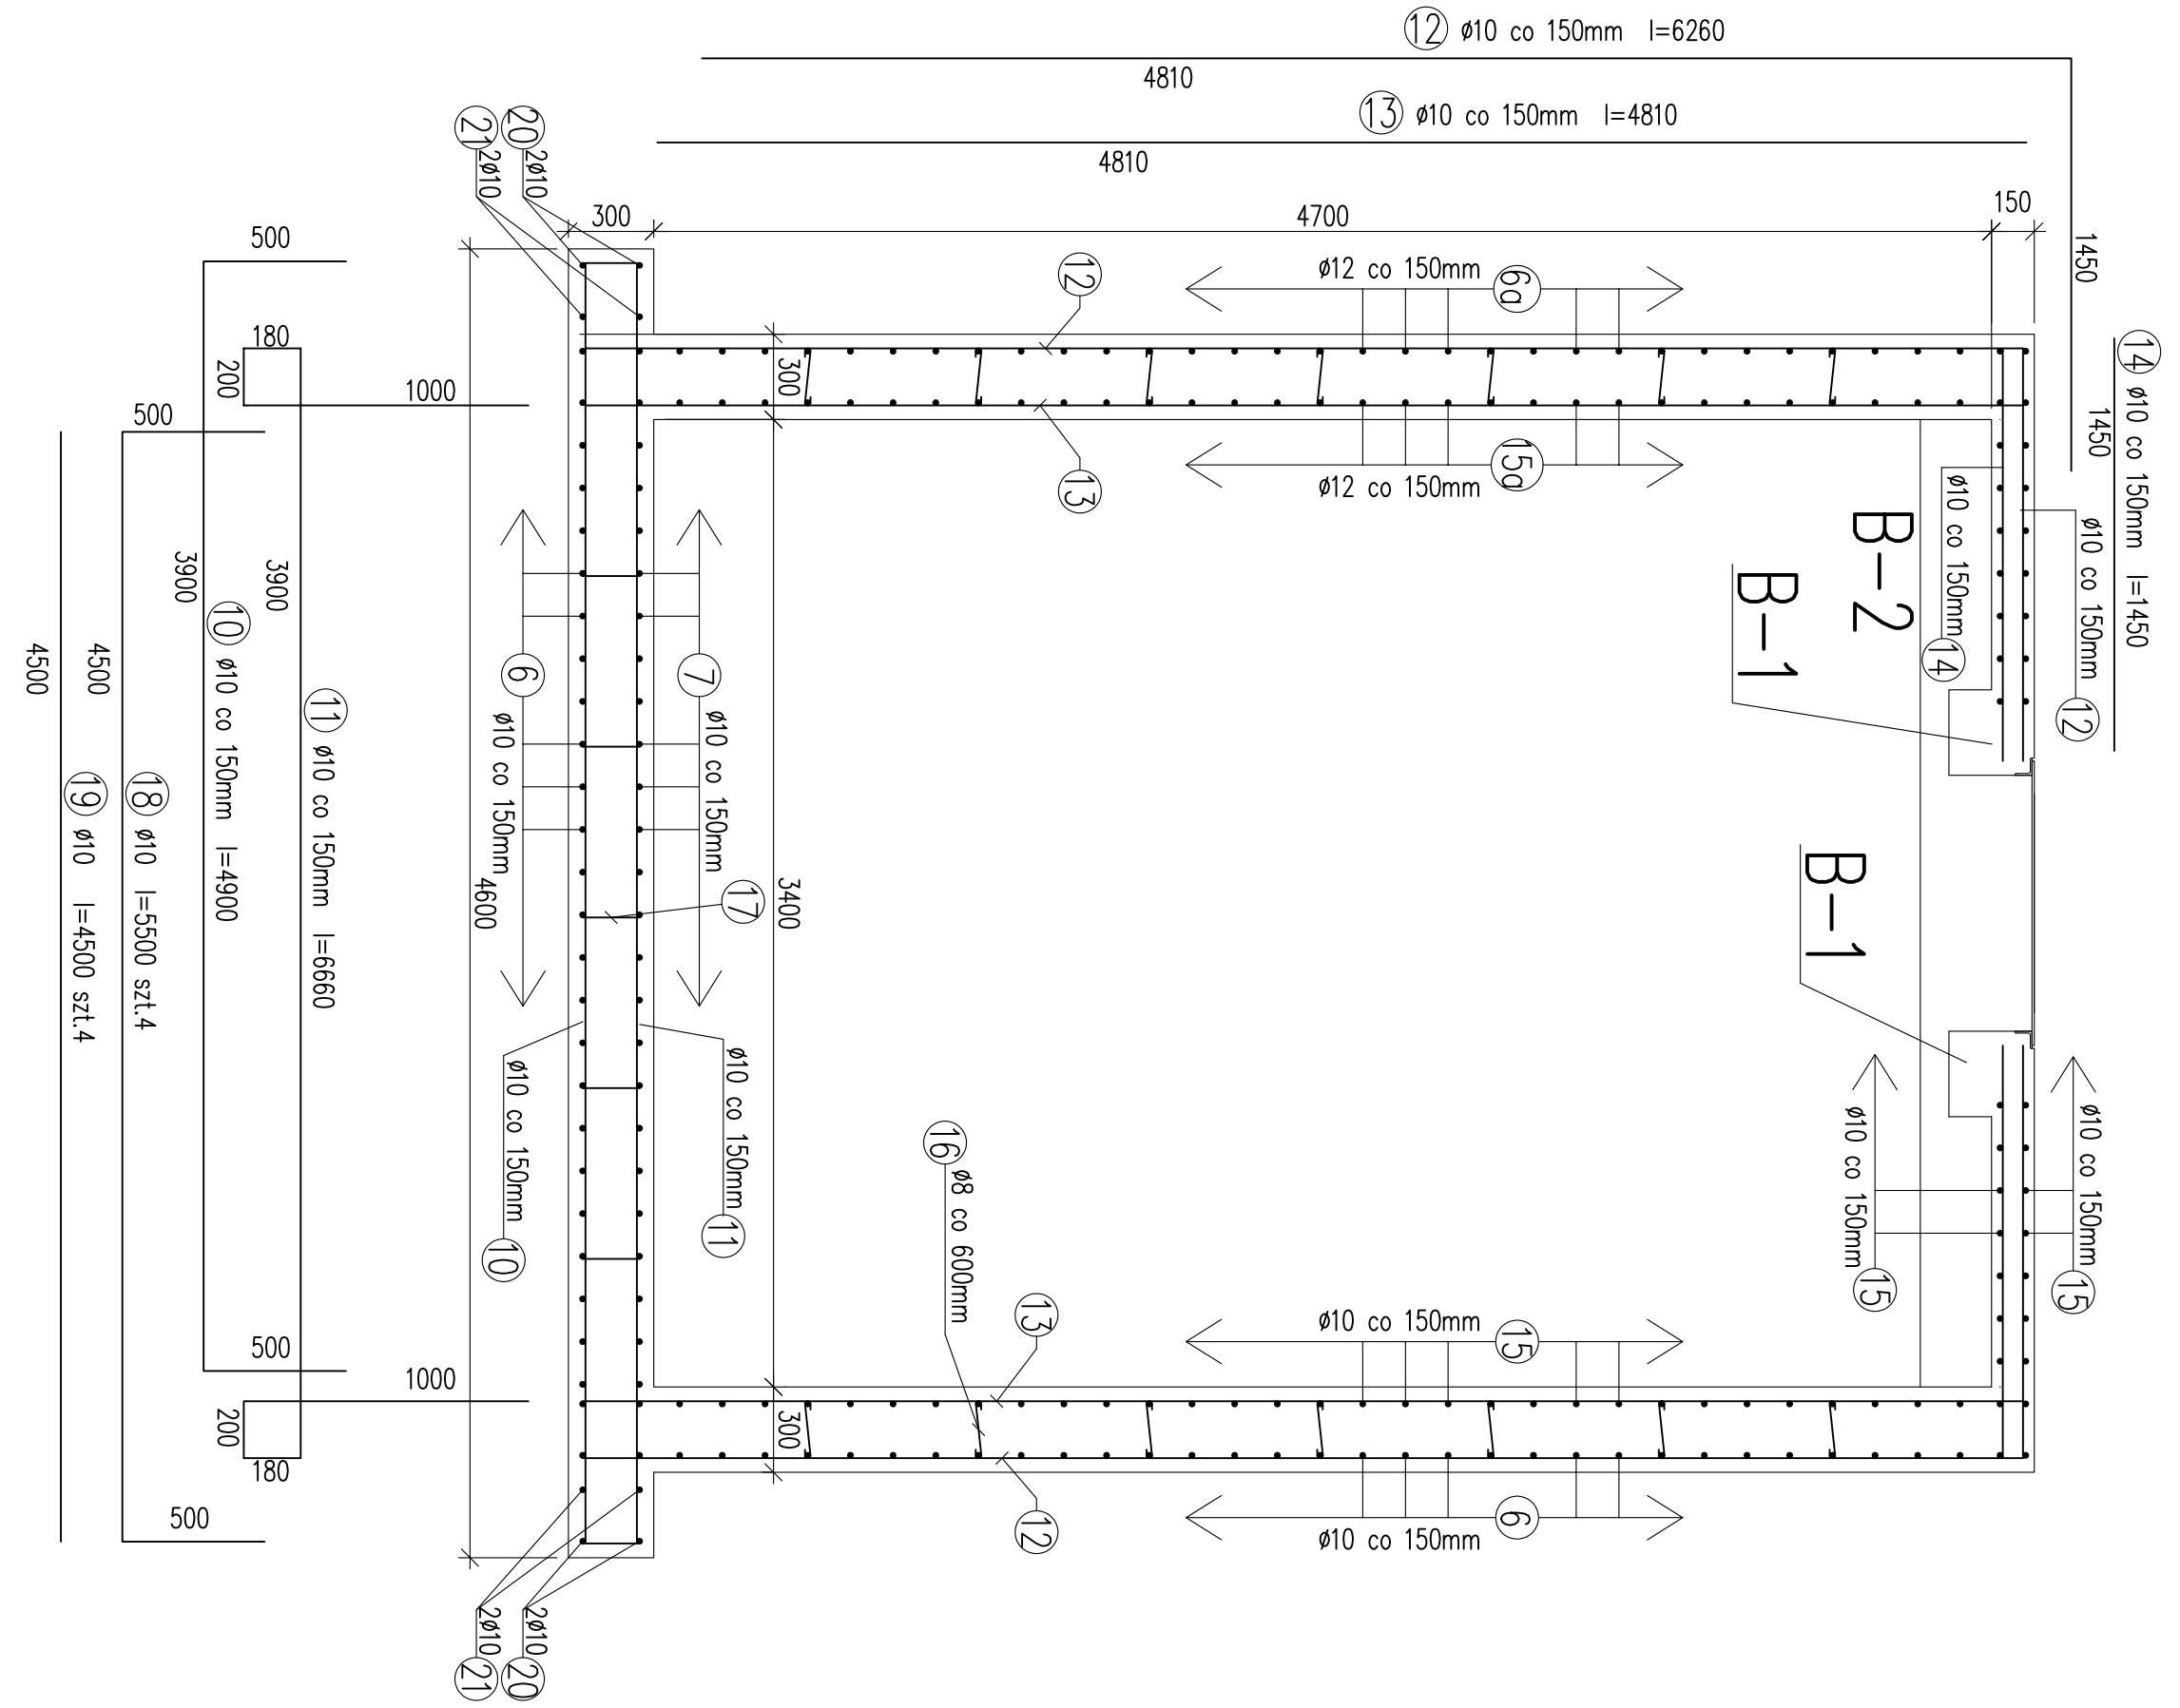 12 ø10 co 150mm l=6260
4810
13 ø10 co 150mm l=4810
4810
1450
14 ø10 co 150mm l=1450
1450
300
4700
150
21 2ø10
20 2ø10
500
180
200
1000
500
12
ø12 co 150mm
6a
300
15a
ø12 co 150mm
13
ø10 co 150mm
14
ø10 co 150mm
12
B-2
B-1
B-1
3900
3900
10 ø10 co 150mm l=4900
11 ø10 co 150mm l=6660
4500
4500
18 ø10 l=5500 szt.4
19 ø10 l=4500 szt.4
6 ø10 co 150mm
7 ø10 co 150mm
17
4600
3400
ø10 co 150mm
10
ø10 co 150mm
11
16 ø8 co 600mm
13
ø10 co 150mm
15
ø10 co 150mm
15
ø10 co 150mm
15
500
1000
200
180
500
300
12
6
ø10 co 150mm
2ø10
21
2ø10
20